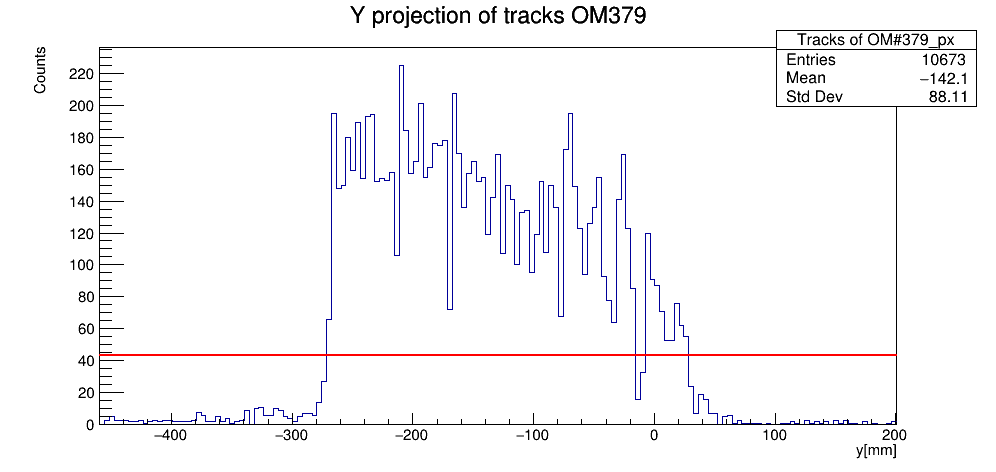 Y projection of tracks OM379
Tracks of OM#379_px
Entries 10673
Mean −142.1
Std Dev 88.11
Counts
220
200
180
160
140
120
100
80
60
40
20
0
−400 −300 −200 −100 0 100 200
y[mm]